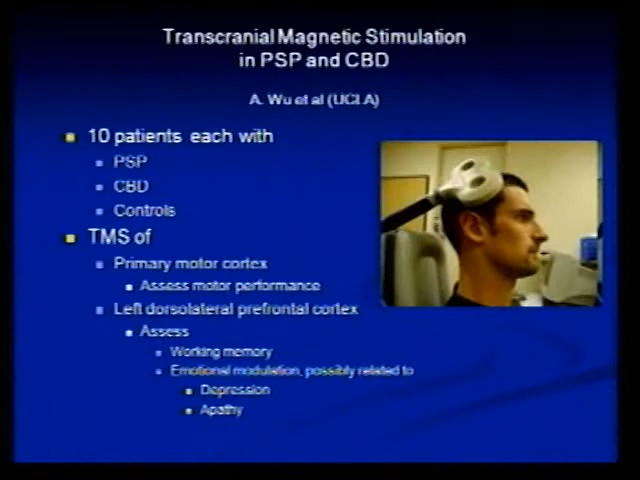 Transcranial Magnetic Stimulation
in PSP and CBD
A. Wu et al (UCLA)
10 patients each with
PSP
CBD
Controls
TMS of
Primary motor cortex
Assess motor performance
Left dorsolateral prefrontal cortex
Assess
Working memory
Emotional modulation, possibly related to
Depression
Apathy